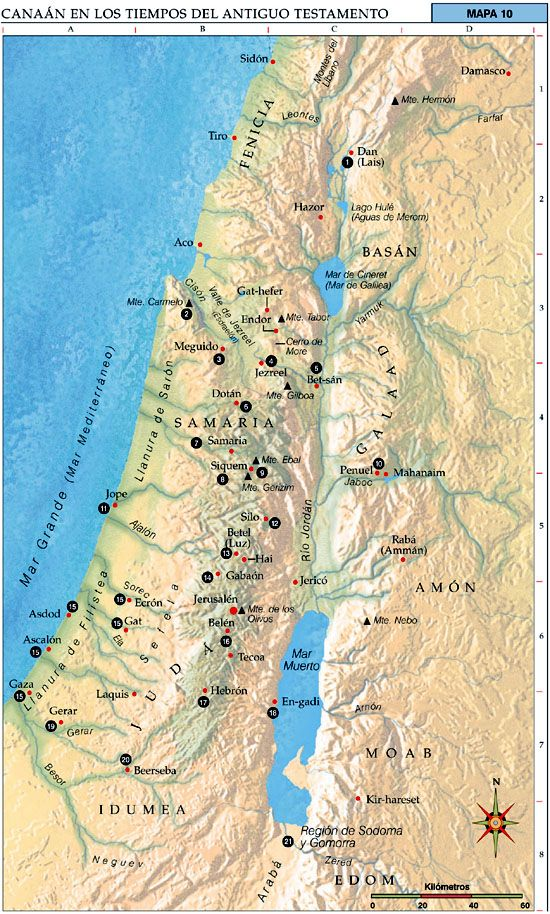 CANAÁN EN LOS TIEMPOS DEL ANTIGUO TESTAMENTO
MAPA 10
A
B
C
D
Sidón
Montes del
Líbano
Damasco
1
Mte. Hermón
Leontes
Farfar
FENICIA
Tiro
Dan
(Lais)
1
2
Hazor
Lago Hulé
(Aguas de Merom)
Aco
BASÁN
Mar de Cineret
(Mar de Galilea)
Cisón
Mte. Carmelo
2
Valle de Jezreel
(Esdraelón)
Gat-hefer
Endor
Mte. Tabor
Yarmuk
3
Cerro de
More
Meguido
3
Jezreel
4
5
Bet-sán
Mte. Gilboa
Dotán
6
GALAAD
4
SAMARIA
Llanura de Sarón
7
Samaria
Mte. Ebal
Siquem
8
9
Mte. Gerizim
10
Penuel
Mahanaim
Jaboc
Mar Grande (Mar Mediterráneo)
Jope
11
Silo
12
5
Ajalón
Río Jordán
Betel
(Luz)
13
Hai
Rabá
(Ammán)
14
Gabaón
Jericó
AMÓN
Sorec
15
Ecrón
Jerusalén
Mte. de los
Olivos
Mte. Nebo
Asdod
15
15
Gat
Ela
Sefela
Belén
16
6
Ascalón
15
Llanura de Filistea
Tecoa
Mar
Muerto
JUDÁ
Gaza
15
Laquis
Hebrón
17
En-gadi
18
Arnón
Gerar
19
Gerar
MOAB
7
Besor
20
Beerseba
Kir-hareset
N
IDUMEA
21
Región de Sodoma
y Gomorra
Neguev
Arabá
Zered
8
EDOM
Kilómetros
0
20
40
60